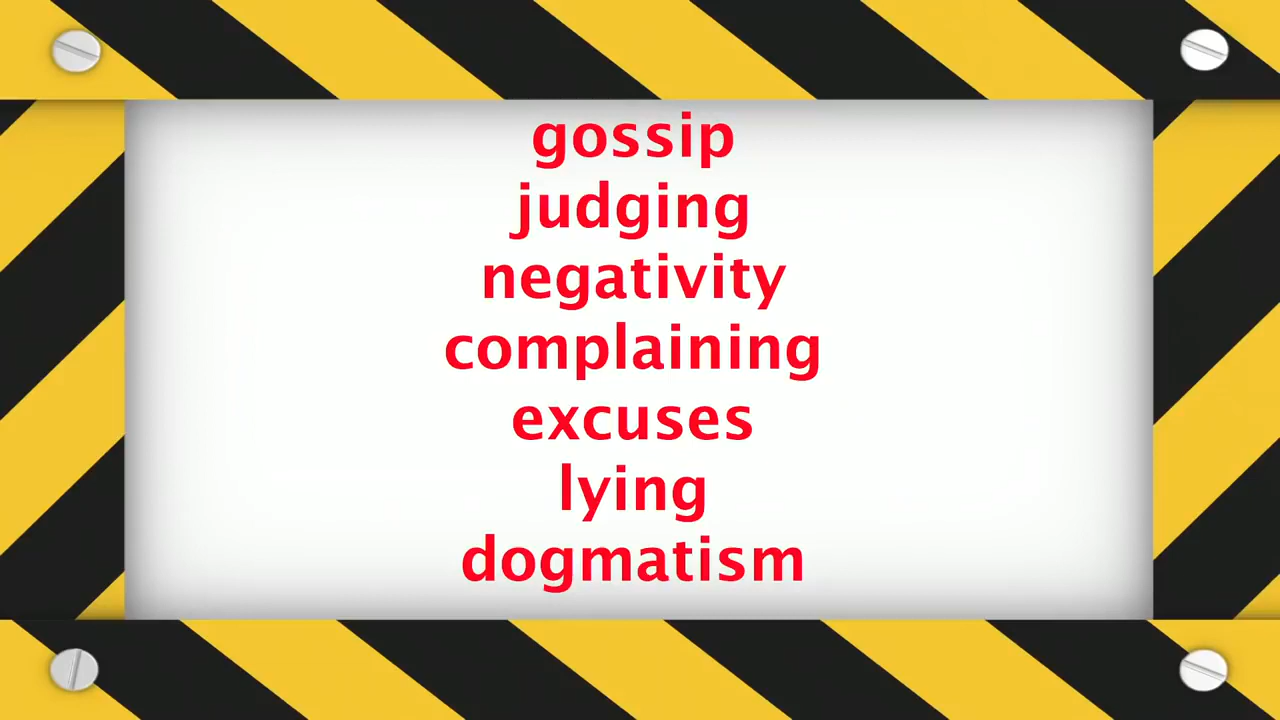 gossip
judging
negativity
complaining
excuses
lying
dogmatism